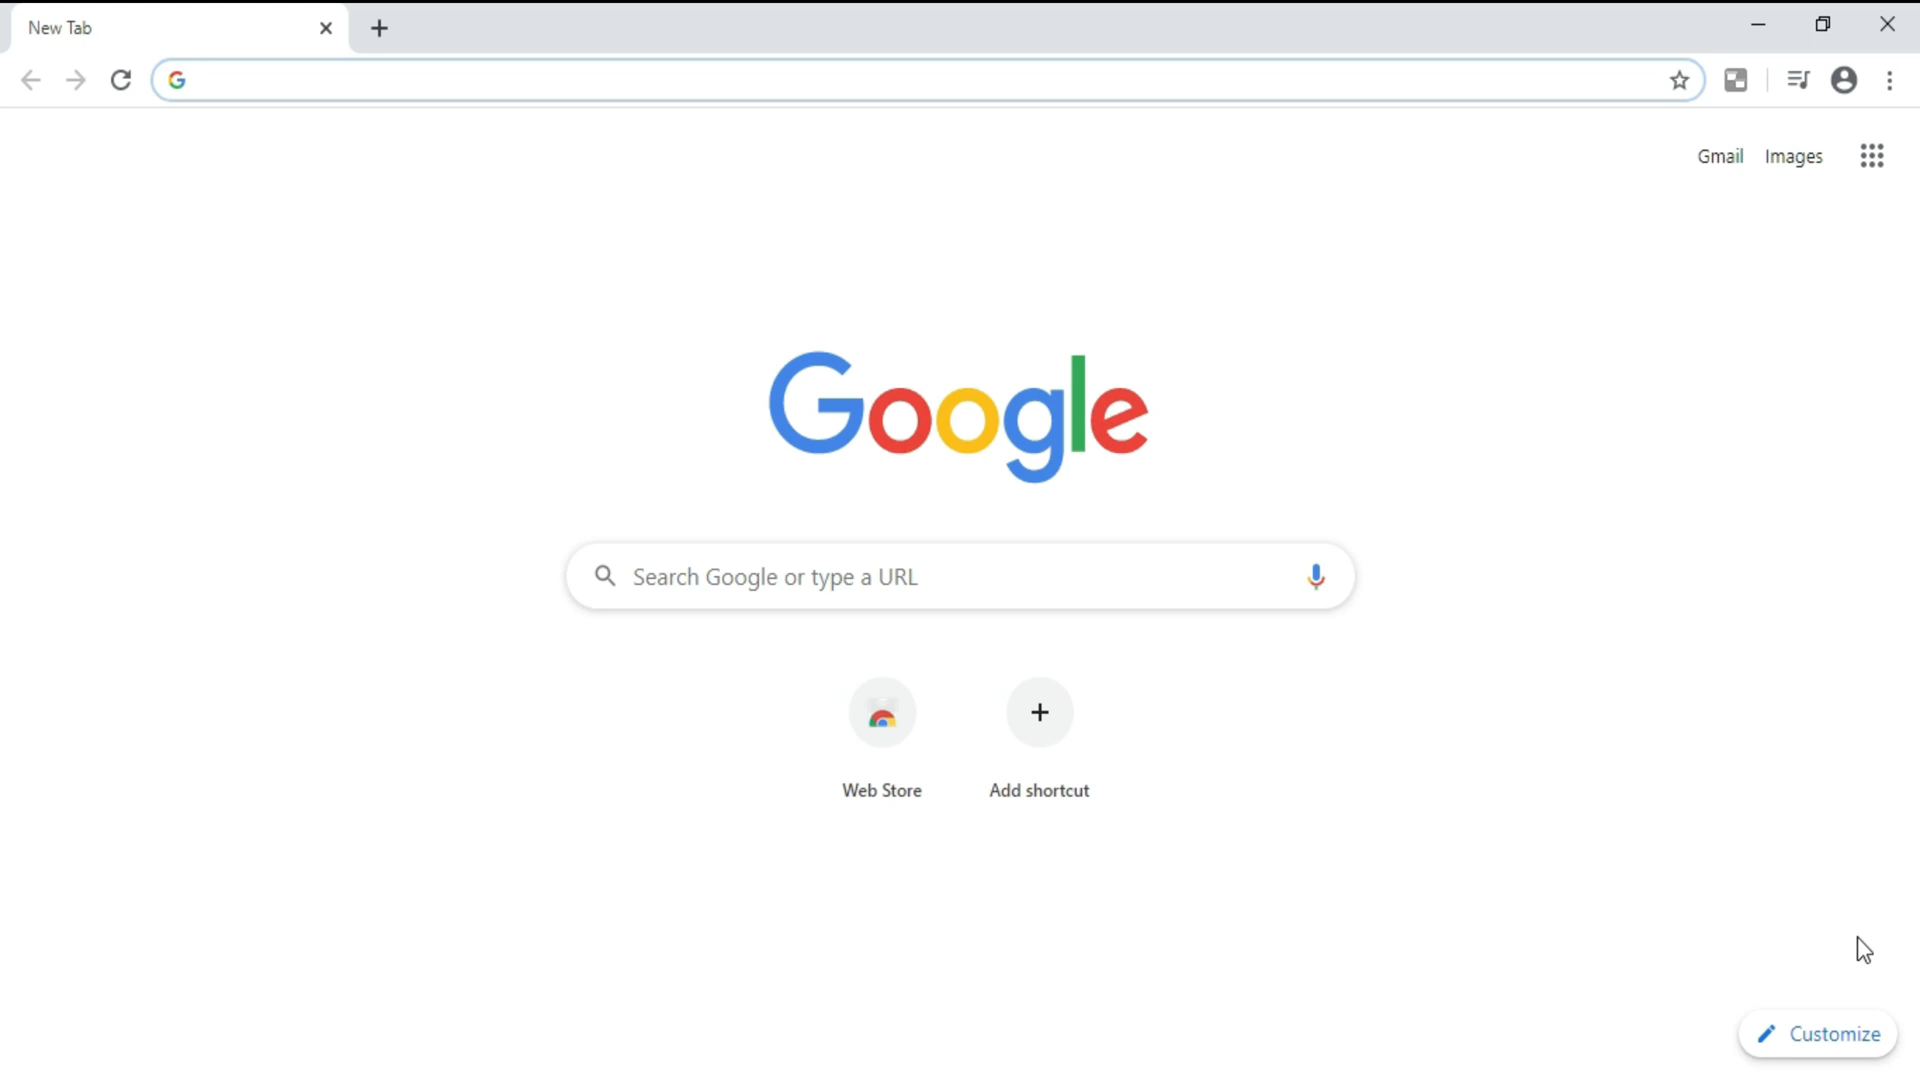 New Tab
Gmail Images
Google
Search Google or type a URL
Web Store Add shortcut
Customize